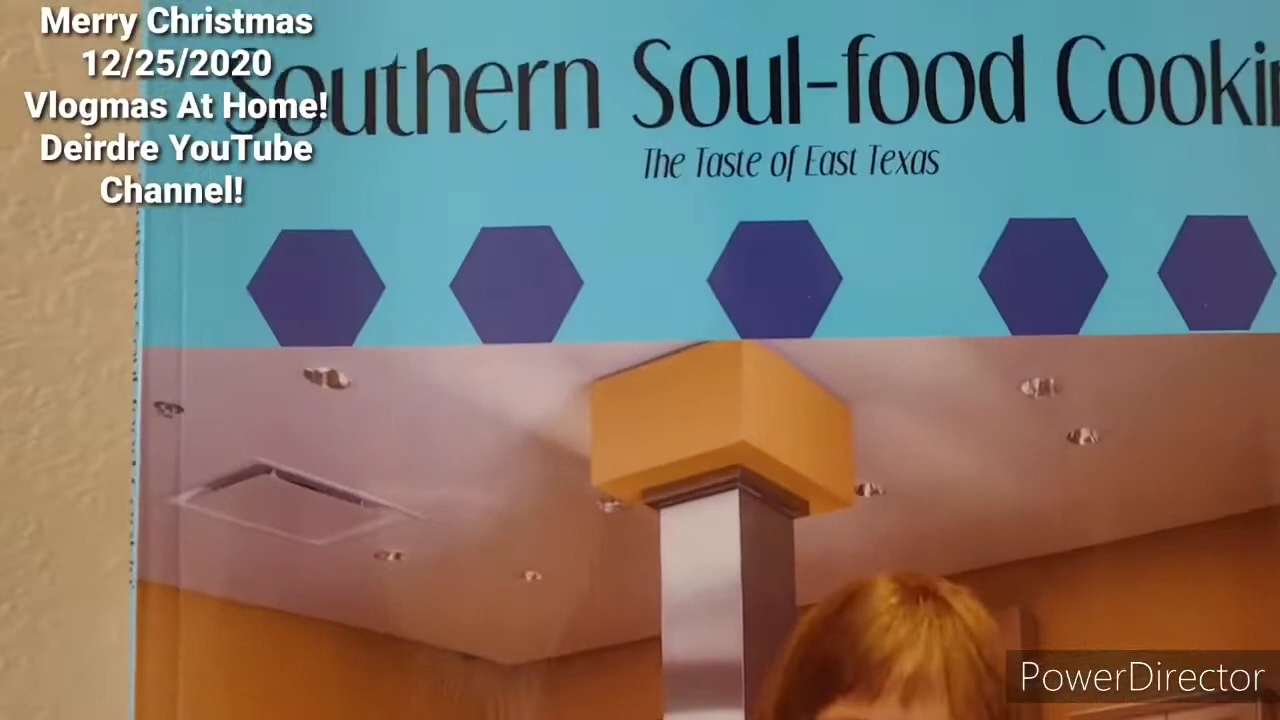 Merry Christmas
12/25/2020
Vlogmas At Home!
Deirdre YouTube
Channel!
Southern Soul-food Cookin
The Taste of East Texas
PowerDirector